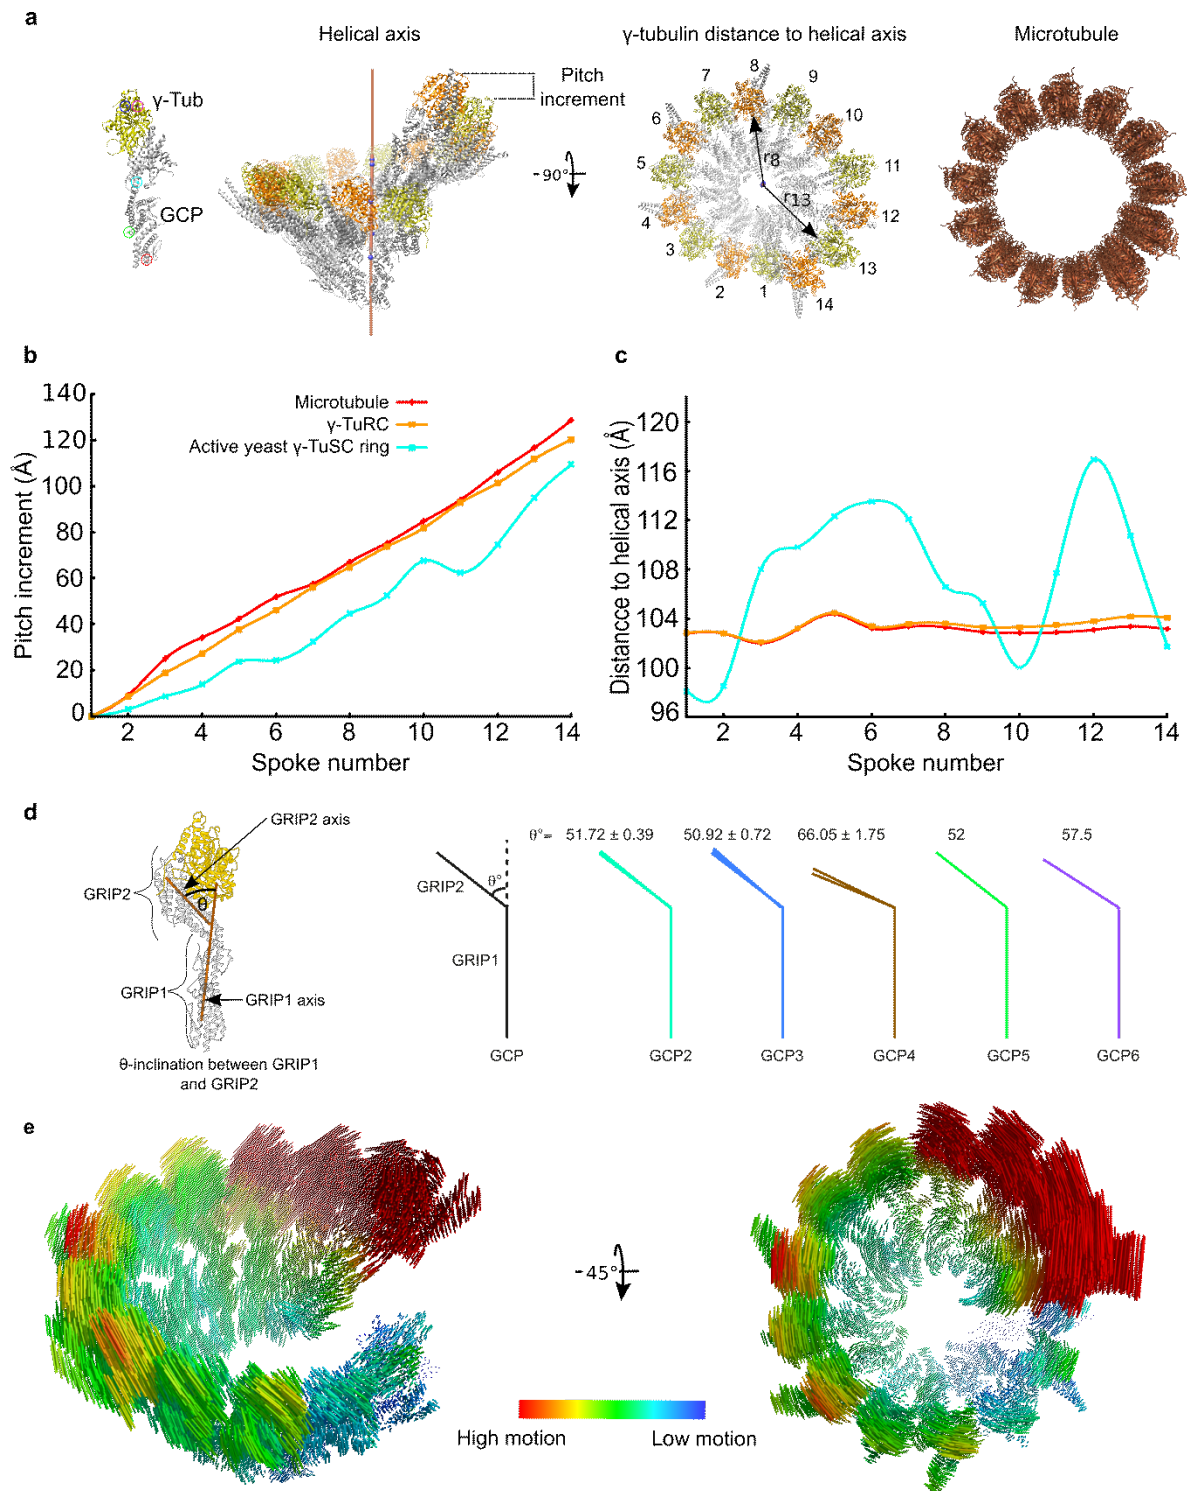 a
Helical axis
γ-tubulin distance to helical axis
Microtubule
γ-Tub
GCP
Pitch
increment
90°
7
8
9
6
10
5
11
4
12
3
13
2
1
14
r8
r13
b
c
140
120
100
80
60
40
20
0
Pitch increment (Å)
Microtubule
γ-TuRC
Active yeast γ-TuSC ring
2 4 6 8 10 12 14
Spoke number
120
116
112
108
104
100
96
Distancce to helical axis (Å)
2 4 6 8 10 12 14
Spoke number
d
GRIP2 axis
GRIP2
θ
GRIP1
GRIP1 axis
θ-inclination between GRIP1
and GRIP2
θ°= 51.72 ± 0.39 50.92 ± 0.72 66.05 ± 1.75 52 57.5
GRIP2
θ°
GRIP1
GCP GCP2 GCP3 GCP4 GCP5 GCP6
e
45°
High motion Low motion